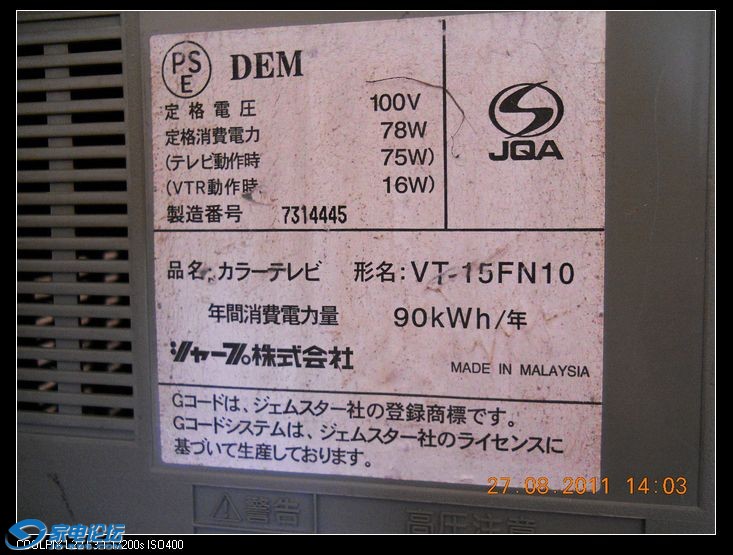 PS
E
DEM
定格電圧 100V
定格消費電力 78W
(テレビ動作時 75W)
(VTR動作時 16W)
製造番号 7314445
JQA
品名:カラーテレビ 形名:VT-15FN10
年間消費電力量 90kWh/年
シャープ株式会社
MADE IN MALAYSIA
Gコードは、ジェムスター社の登録商標です。
Gコードシステムは、ジェムスター社のライセンスに
基づいて生産しております。
27.08.2011 14:03
警告
高圧注意
家电论坛
ISO400